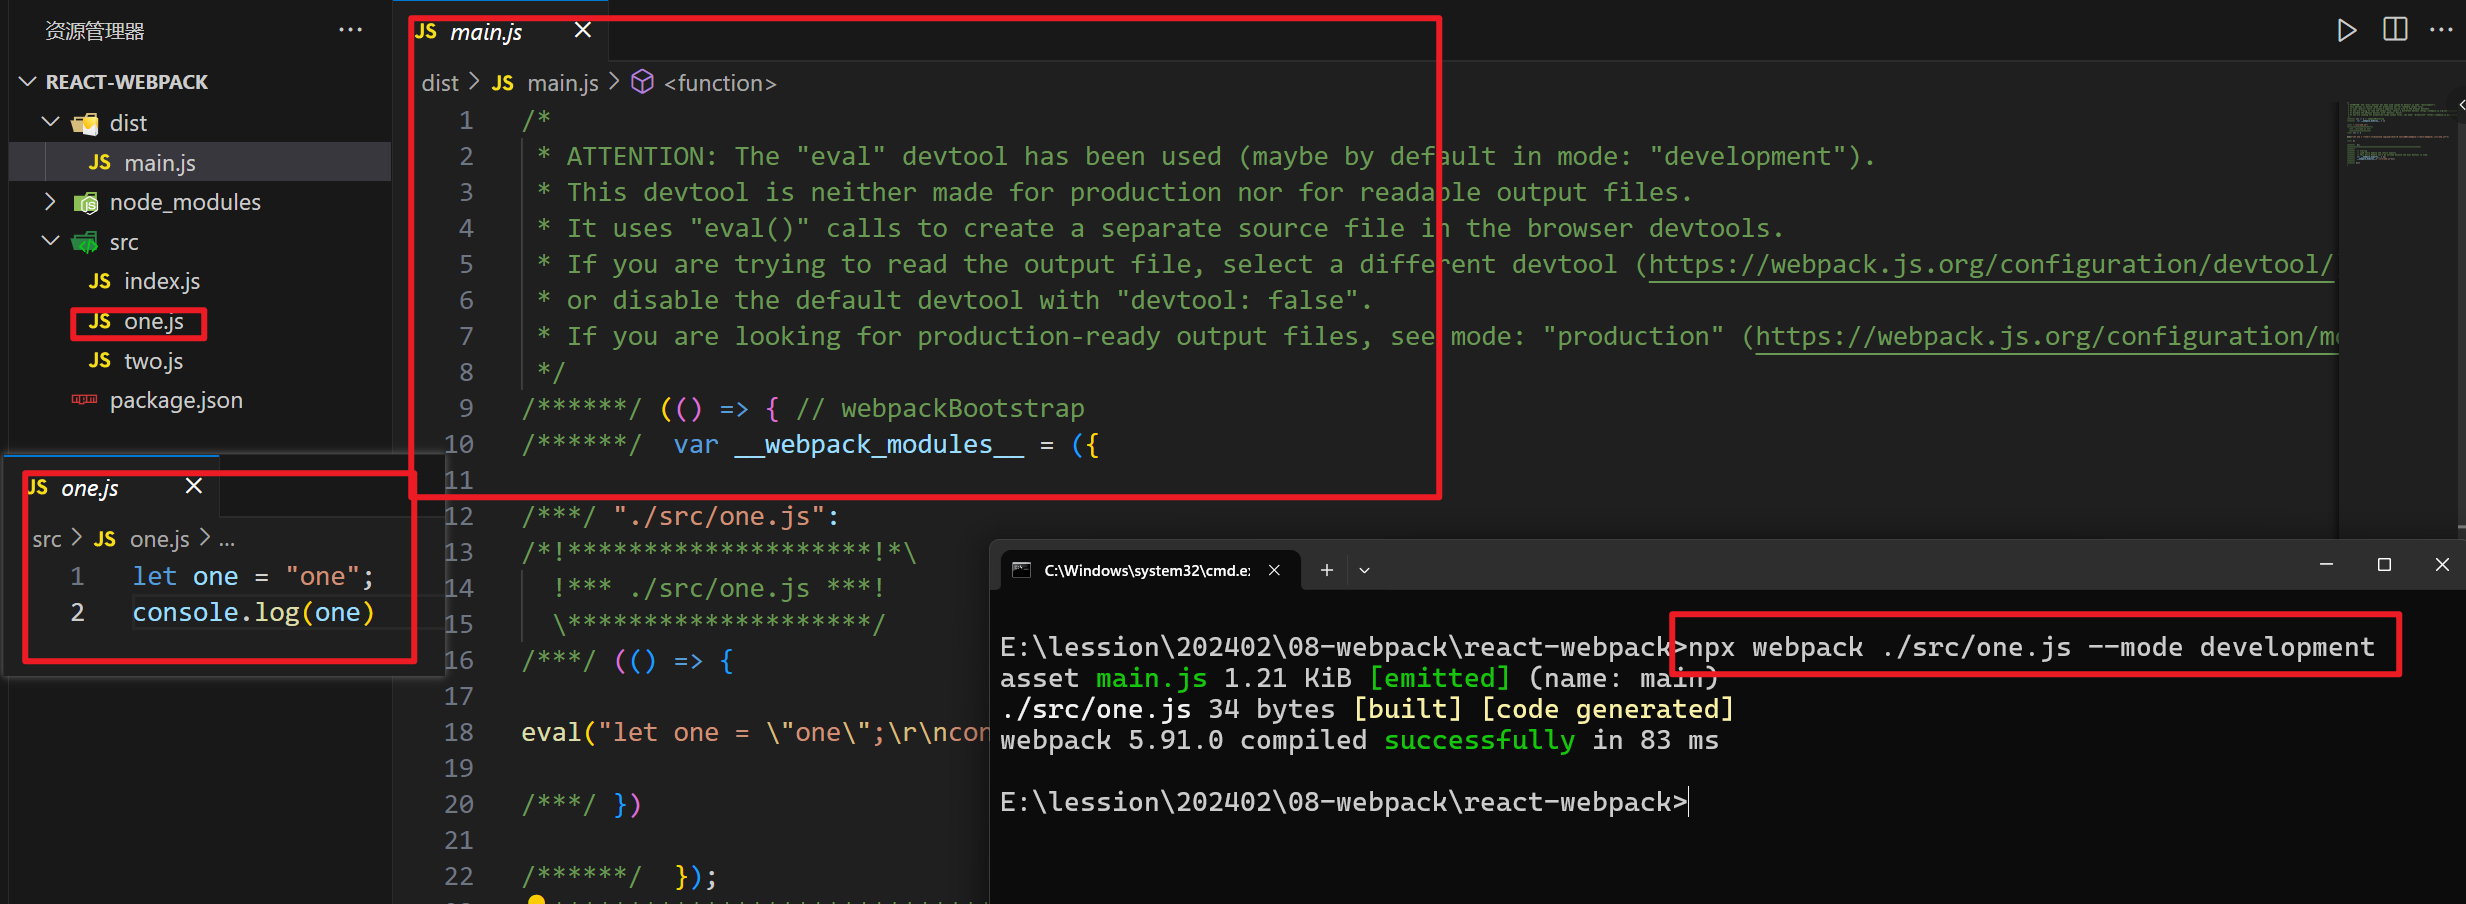 资源管理器
REACT-WEBPACK
dist
JS main.js
node_modules
src
JS index.js
JS one.js
JS two.js
package.json
JS one.js
src > JS one.js > ...
1 let one = "one";
2 console.log(one)
JS main.js
dist > JS main.js > <function>
1 /*
2 * ATTENTION: The "eval" devtool has been used (maybe by default in mode: "development").
3 * This devtool is neither made for production nor for readable output files.
4 * It uses "eval()" calls to create a separate source file in the browser devtools.
5 * If you are trying to read the output file, select a different devtool (https://webpack.js.org/configuration/devtool/
6 * or disable the default devtool with "devtool: false".
7 * If you are looking for production-ready output files, see mode: "production" (https://webpack.js.org/configuration/m
8 */
9 /******/ (() => { // webpackBootstrap
10 /******/ var __webpack_modules__ = ({
11
12 /***/ "./src/one.js":
13 /*!********************!*\
14 !*** ./src/one.js ***!
15 \********************/
16 /***/ (() => {
17
18 eval("let one = \"one\";\r\ncon
19
20 /***/ })
21
22 /******/ });
C:\Windows\system32\cmd.e
E:\lession\202402\08-webpack\react-webpack>npx webpack ./src/one.js --mode development
asset main.js 1.21 KiB [emitted] (name: main)
./src/one.js 34 bytes [built] [code generated]
webpack 5.91.0 compiled successfully in 83 ms
E:\lession\202402\08-webpack\react-webpack>